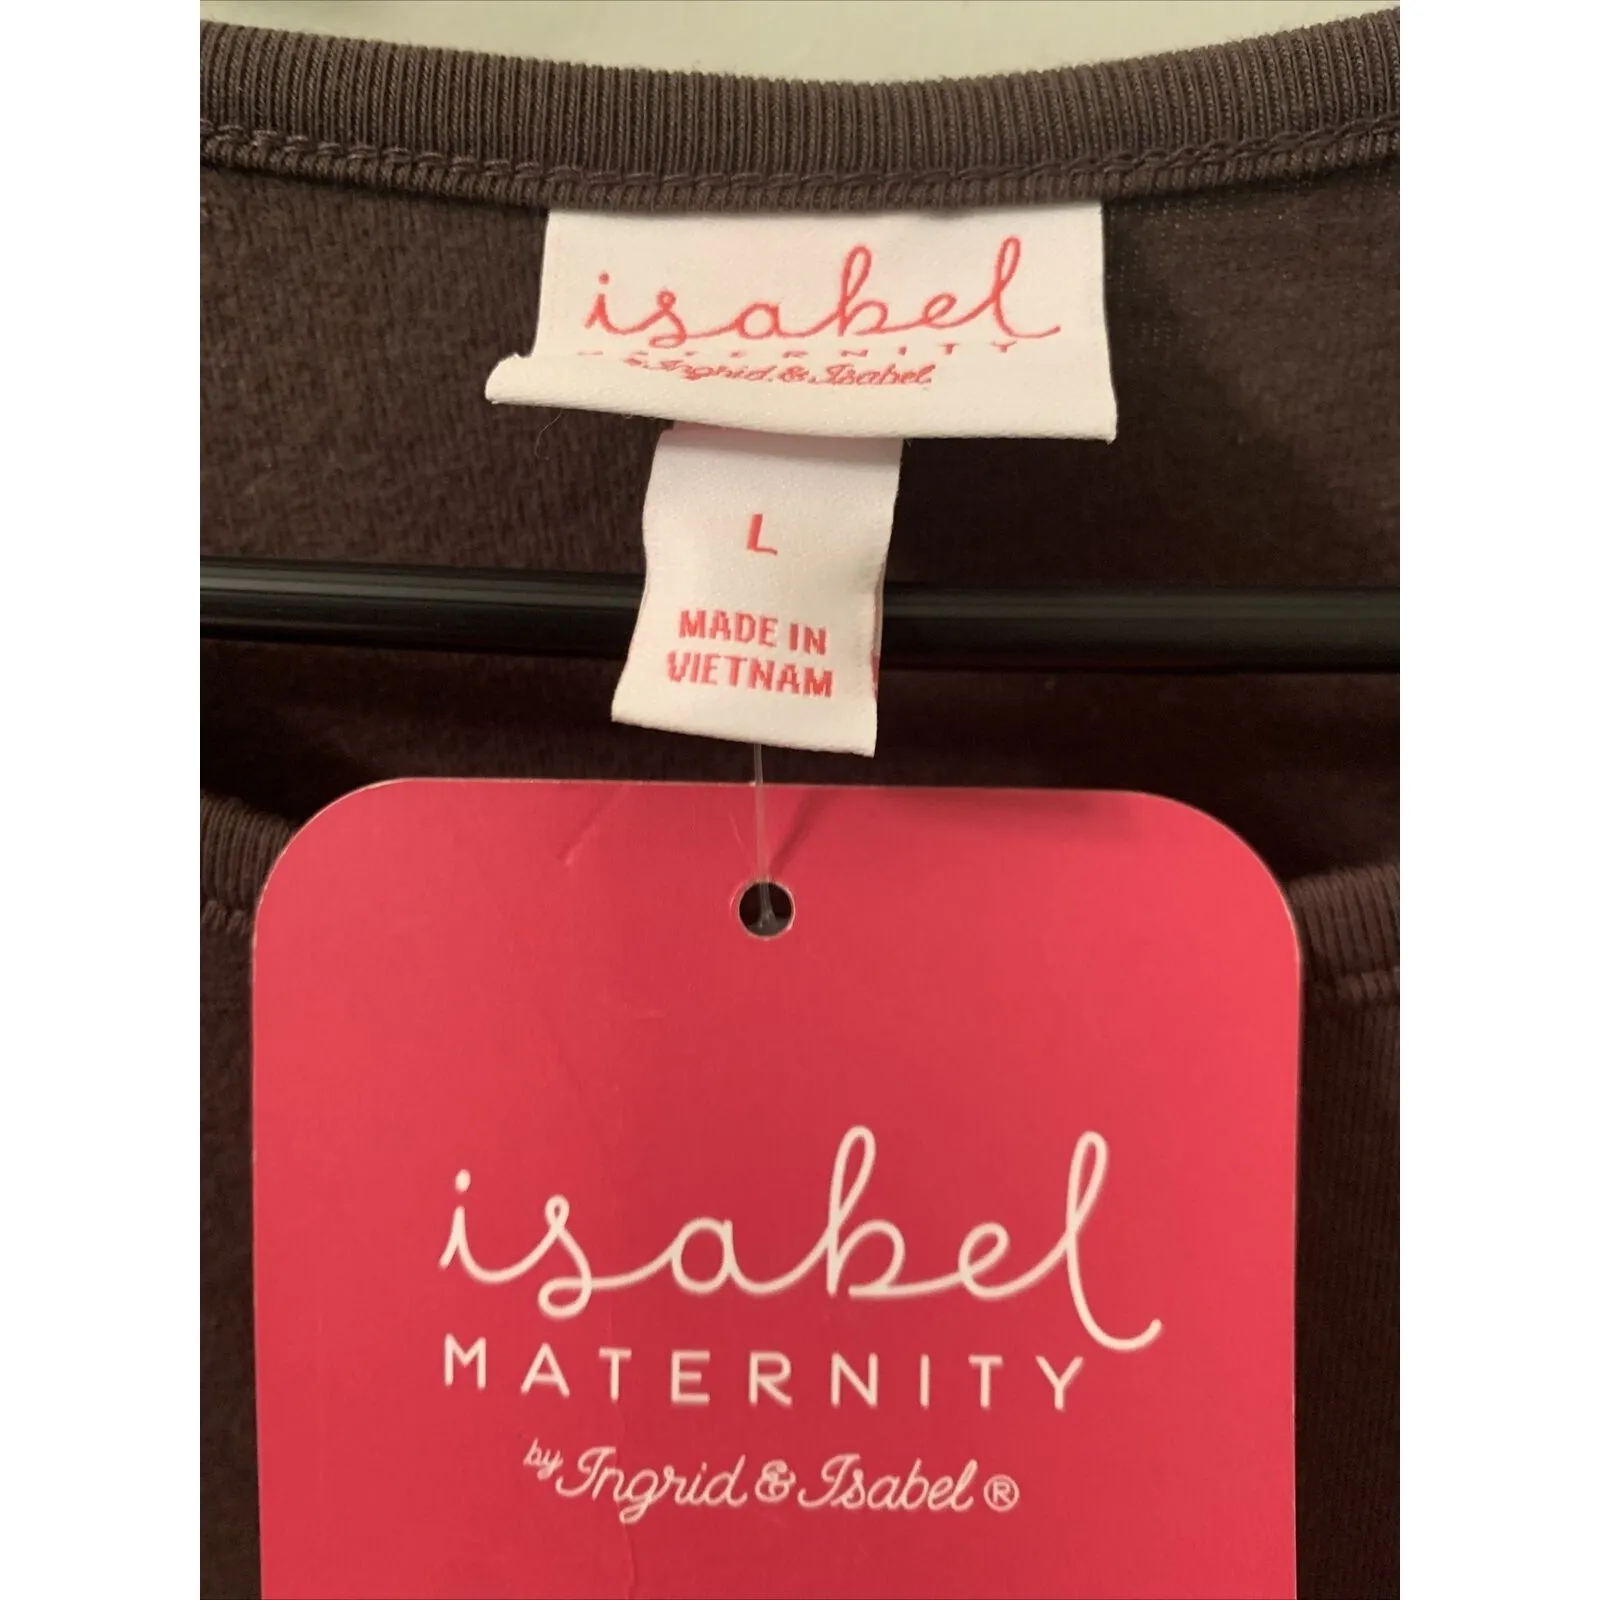 isabel
MATERNITY
by Ingrid & Isabel
L
MADE IN
VIETNAM
isabel
MATERNITY
by Ingrid & Isabel®